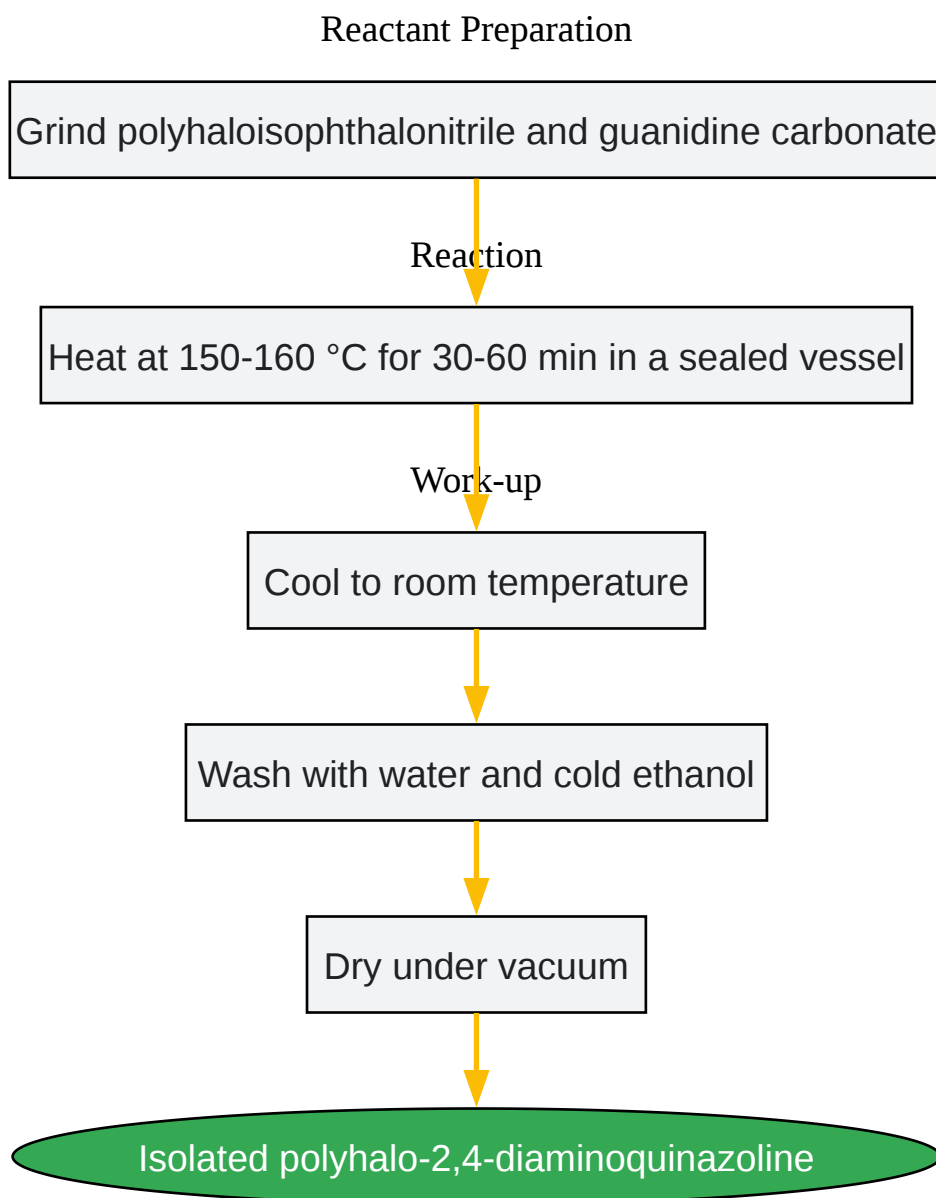 Reactant Preparation
Grind polyhaloisophthalonitrile and guanidine carbonate
Reaction
Heat at 150-160 °C for 30-60 min in a sealed vessel
Work-up
Cool to room temperature
Wash with water and cold ethanol
Dry under vacuum
Isolated polyhalo-2,4-diaminoquinazoline